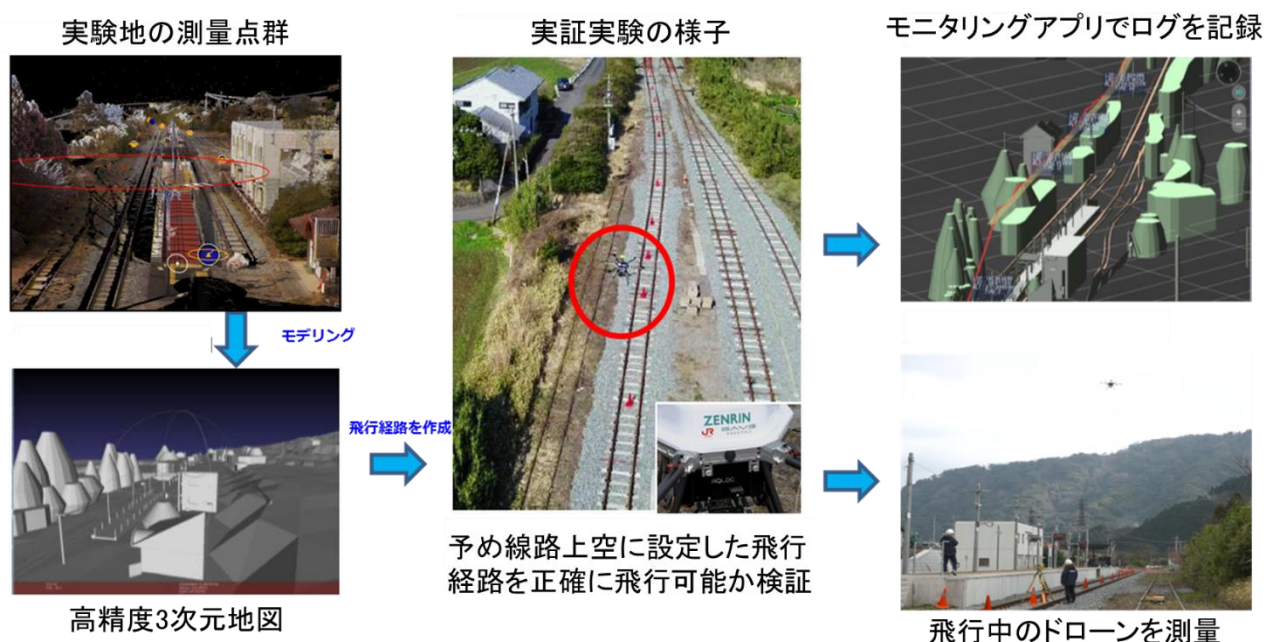 実験地の測量点群
モデリング
高精度3次元地図
飛行経路を作成
実証実験の様子
ZENRIN
JR
AQLOC
予め線路上空に設定した飛行
経路を正確に飛行可能か検証
モニタリングアプリでログを記録
飛行中のドローンを測量